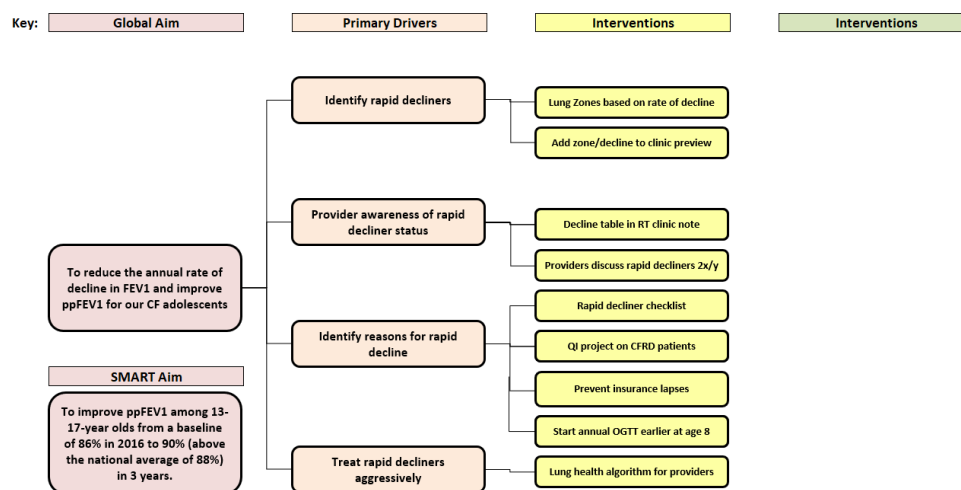 Key:
Global Aim
Primary Drivers
Interventions
Interventions
Identify rapid decliners
Lung Zones based on rate of decline
Add zone/decline to clinic preview
Provider awareness of rapid
decliner status
Decline table in RT clinic note
Providers discuss rapid decliners 2x/y
To reduce the annual rate of
decline in FEV1 and improve
ppFEV1 for our CF adolescents
Identify reasons for rapid
decline
Rapid decliner checklist
QI project on CFRD patients
Prevent insurance lapses
Start annual OGTT earlier at age 8
SMART Aim
To improve ppFEV1 among 13-
17-year olds from a baseline
of 86% in 2016 to 90% (above
the national average of 88%)
in 3 years.
Treat rapid decliners
aggressively
Lung health algorithm for providers